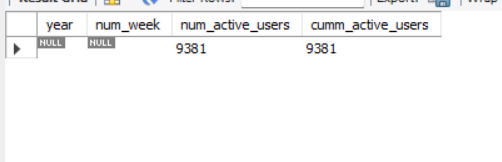 Result Grid Filter Rows: Export: Wrap
year num_week num_active_users cumm_active_users
NULL NULL 9381 9381